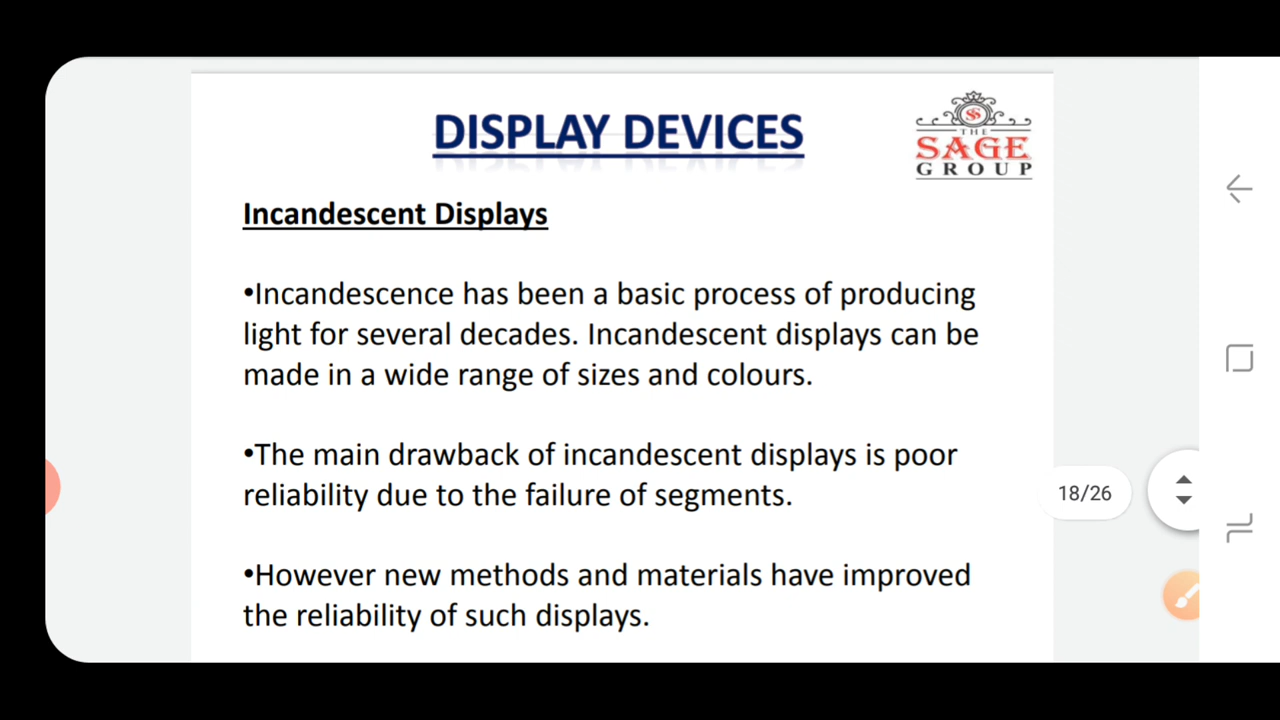 DISPLAY DEVICES
THE
SAGE
GROUP
Incandescent Displays
•Incandescence has been a basic process of producing
light for several decades. Incandescent displays can be
made in a wide range of sizes and colours.
•The main drawback of incandescent displays is poor
reliability due to the failure of segments.
18/26
•However new methods and materials have improved
the reliability of such displays.